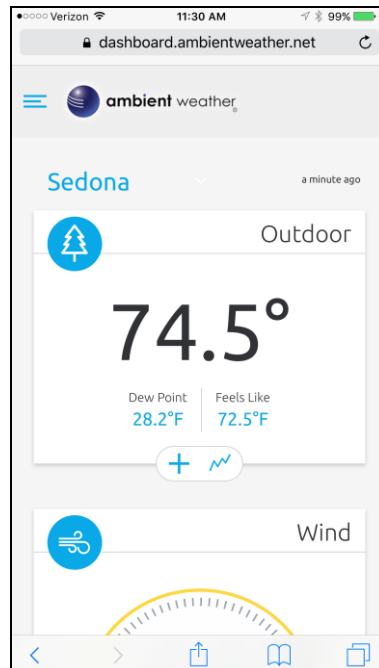 Verizon 11:30 AM 99%
dashboard.ambientweather.net
ambient weather
Sedona a minute ago
Outdoor
74.5°
Dew Point Feels Like
28.2°F 72.5°F
Wind